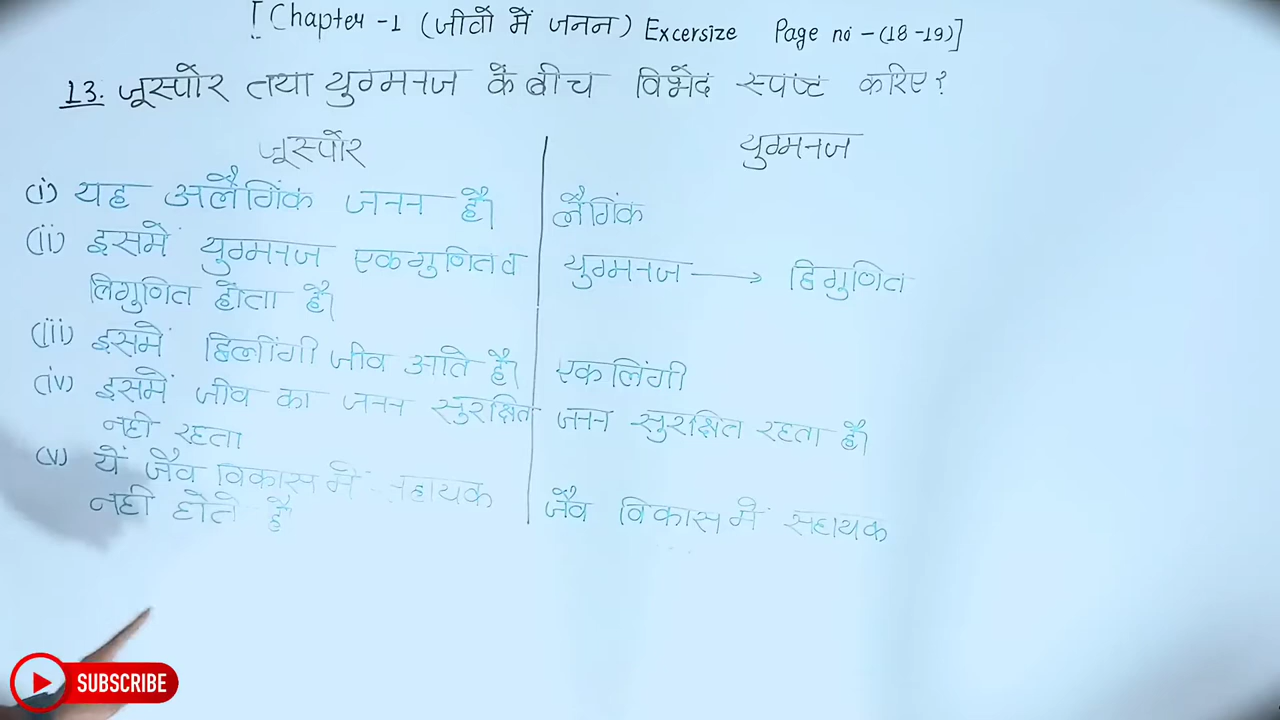 [ Chapter -1 (जीवों में जनन) Excersize Page no - (18-19)]
13. जूस्पोर तथा युग्मनज के बीच विभेद स्पष्ट करिए?
जूस्पोर
युग्मनज
(i) यह अलैगिंक जनन है।
लैगिंक
(ii) इसमें युग्मनज एकगुणित व
लिगुणित होता है।
युग्मनज → द्विगुणित
(iii) इसमें द्विलींगी जीव आते है।
एकलिंगी
(iv) इसमें जीव का जनन सुरक्षित
नही रहता
जनन सुरक्षित रहता है।
(v) यें जैव विकास में सहायक
नही होते है
जैव विकास में सहायक
SUBSCRIBE